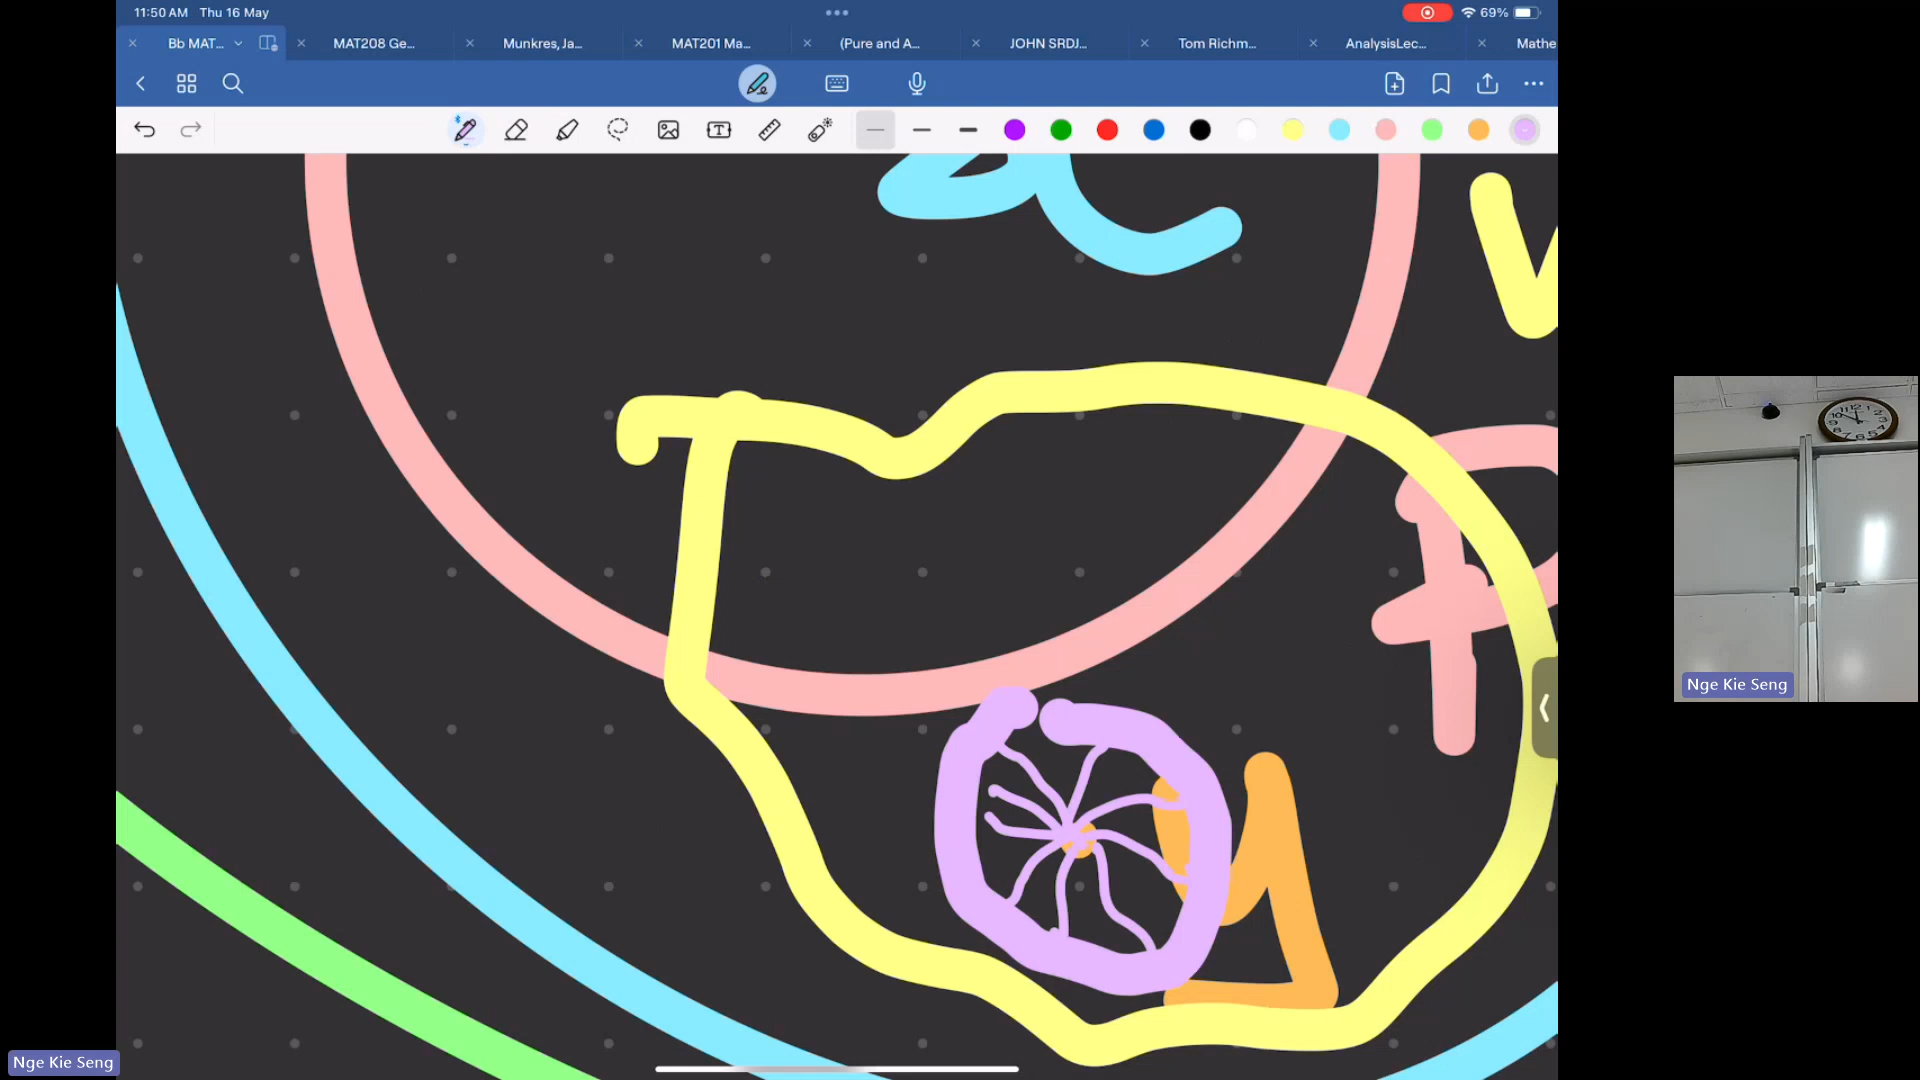 11:50 AM Thu 16 May
69%
Bb MAT...
MAT208 Ge...
Munkres, Ja...
MAT201 Ma...
(Pure and A...
JOHN SRDJ...
Tom Richm...
AnalysisLec...
Mathe
T
Nge Kie Seng
Nge Kie Seng